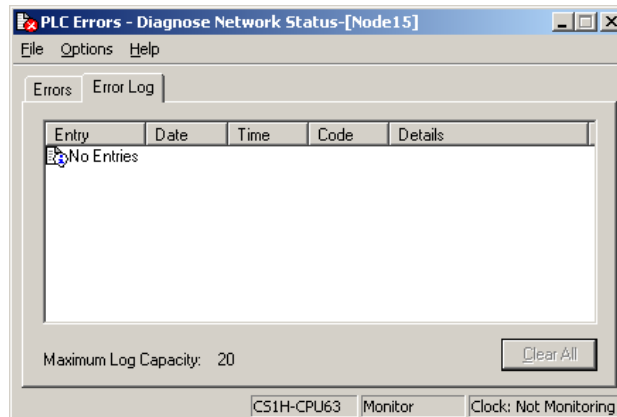 PLC Errors - Diagnose Network Status-[Node15]
File Options Help
Errors Error Log
Entry Date Time Code Details
No Entries
Maximum Log Capacity: 20
Clear All
CS1H-CPU63 Monitor Clock: Not Monitoring